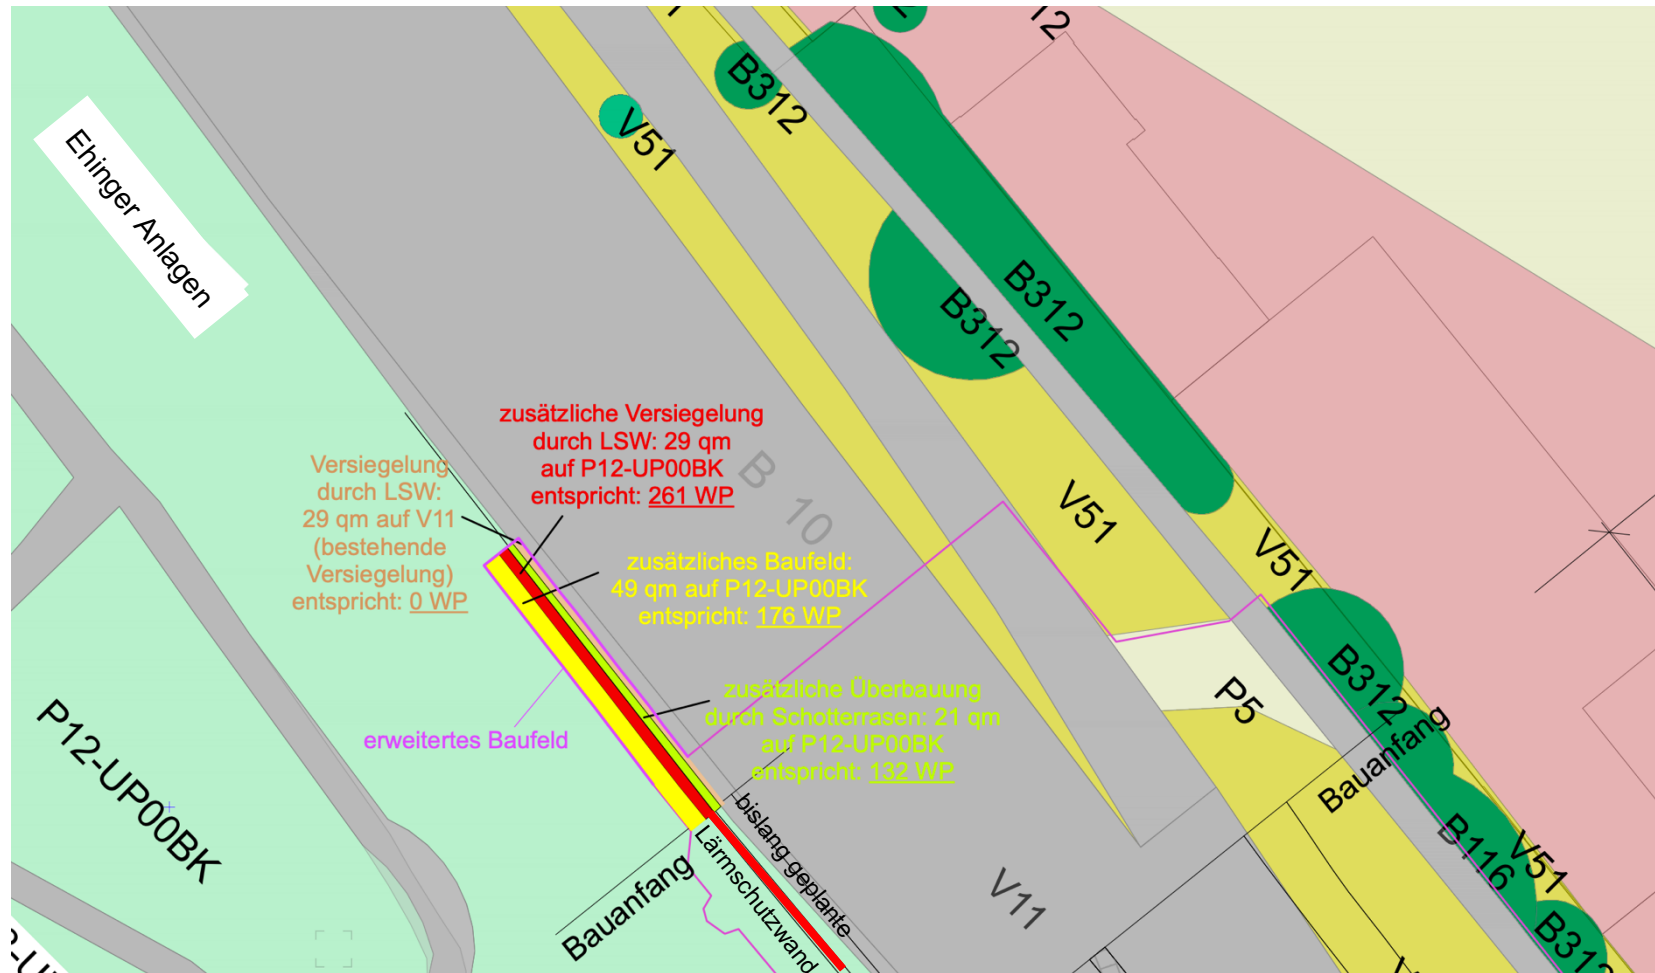 12
B312
V51
Ehinger Anlagen
B312
B312
zusätzliche Versiegelung
durch LSW: 29 qm
auf P12-UP00BK
entspricht: 261 WP
Versiegelung
durch LSW:
29 qm auf V11
(bestehende
Versiegelung)
entspricht: 0 WP
B 10
V51
V51
zusätzliches Baufeld:
49 qm auf P12-UP00BK
entspricht: 176 WP
zusätzliche Überbauung
durch Schotterrasen: 21 qm
auf P12-UP00BK
entspricht: 132 WP
erweitertes Baufeld
P5
B312
Bauanfang
P12-UP00BK
bislang geplante
Lärmschutzwand
Bauanfang
V11
B116
V51
B312